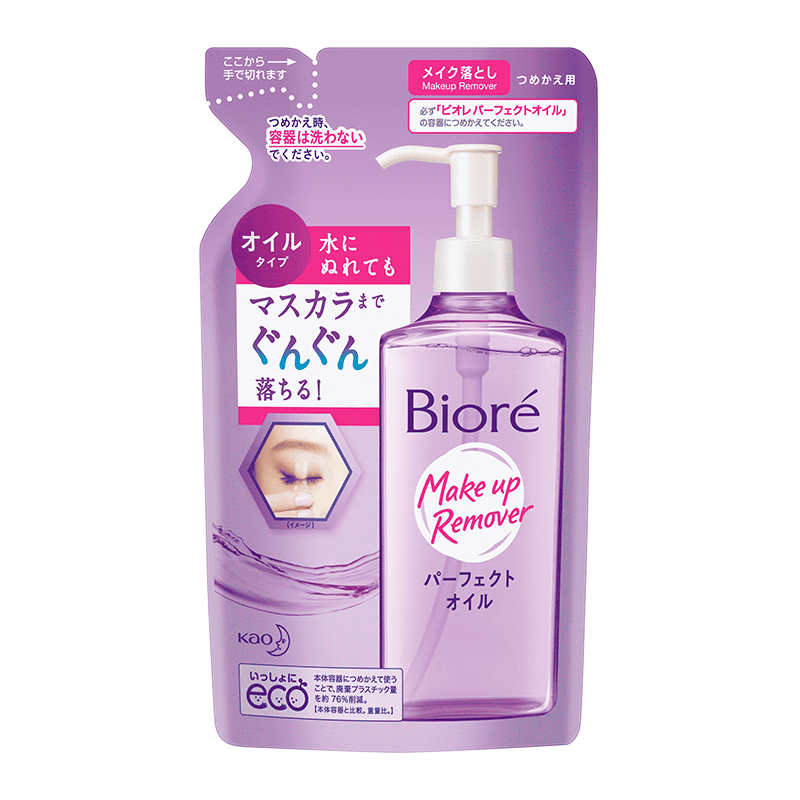 ここから
手で切れます
メイク落とし
Makeup Remover
つめかえ用
必ず「ビオレ パーフェクトオイル」
の容器につめかえてください。
つめかえ時、
容器は洗わない
でください。
オイル
タイプ
水に
ぬれても
マスカラまで
ぐんぐん
落ちる!
(イメージ)
Bioré
Make up
Remover
パーフェクト
オイル
Kao
いっしょに
eco
本体容器につめかえて使う
ことで、廃棄プラスチック量
を約76%削減。
【本体容器と比較。重量比。】